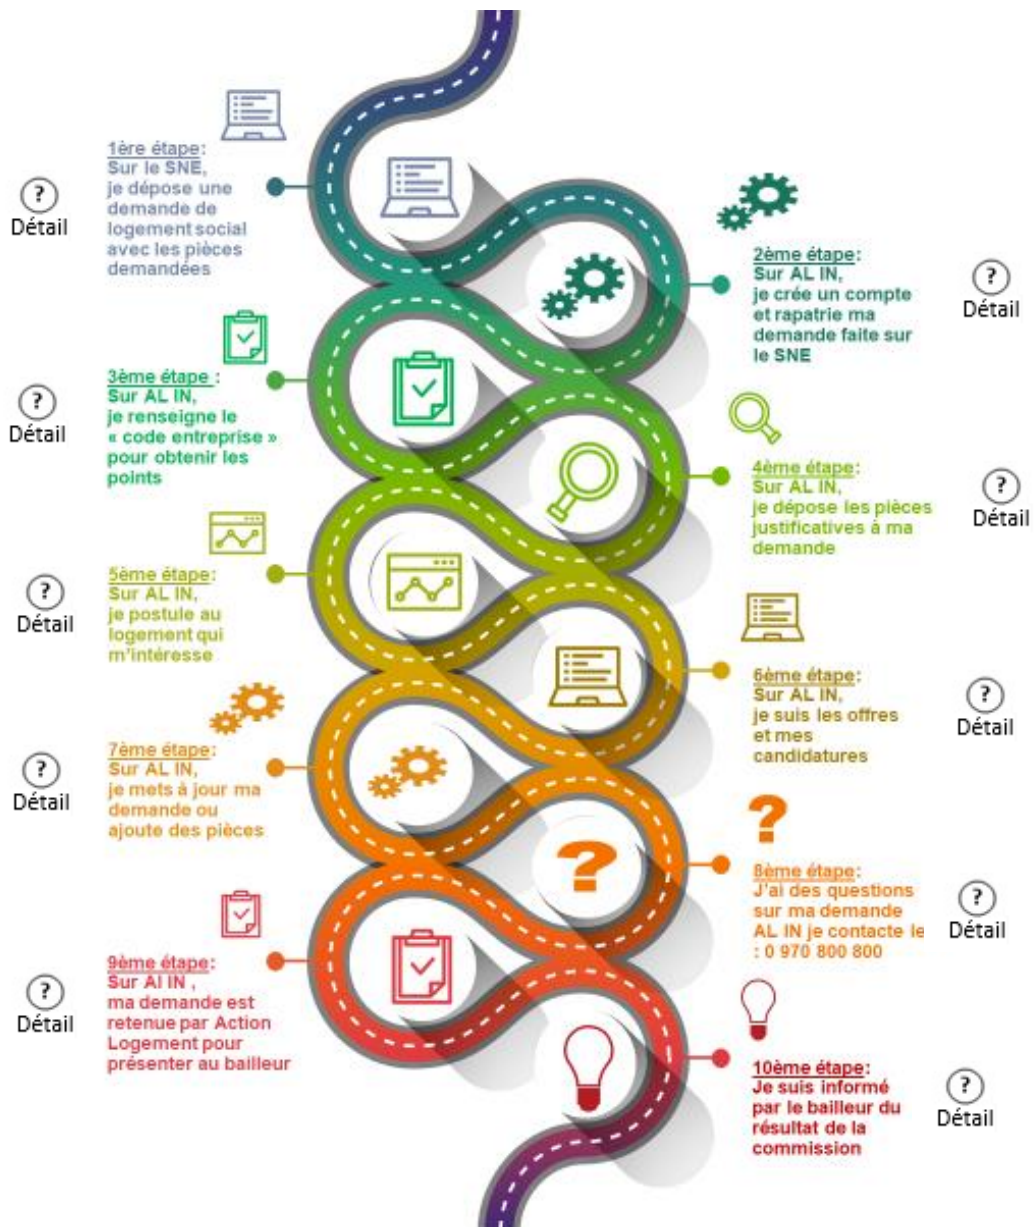 1ère étape:
Sur le SNE,
je dépose une
demande de
logement social
avec les pièces
demandées
?
Détail
2ème étape:
Sur AL IN,
je crée un compte
et rapatrie ma
demande faite sur
le SNE
?
Détail
3ème étape :
Sur AL IN,
je renseigne le
« code entreprise »
pour obtenir les
points
?
Détail
4ème étape:
Sur AL IN,
je dépose les pièces
justificatives à ma
demande
?
Détail
5ème étape:
Sur AL IN,
je postule au
logement qui
m'intéresse
?
Détail
6ème étape:
Sur AL IN,
je suis les offres
et mes
candidatures
?
Détail
7ème étape:
Sur AL IN,
je mets à jour ma
demande ou
ajoute des pièces
?
Détail
?
?
8ème étape:
J'ai des questions
sur ma demande
AL IN je contacte le
: 0 970 800 800
?
Détail
9ème étape:
Sur Al IN ,
ma demande est
retenue par Action
Logement pour
présenter au bailleur
?
Détail
10ème étape:
Je suis informé
par le bailleur du
résultat de la
commission
?
Détail